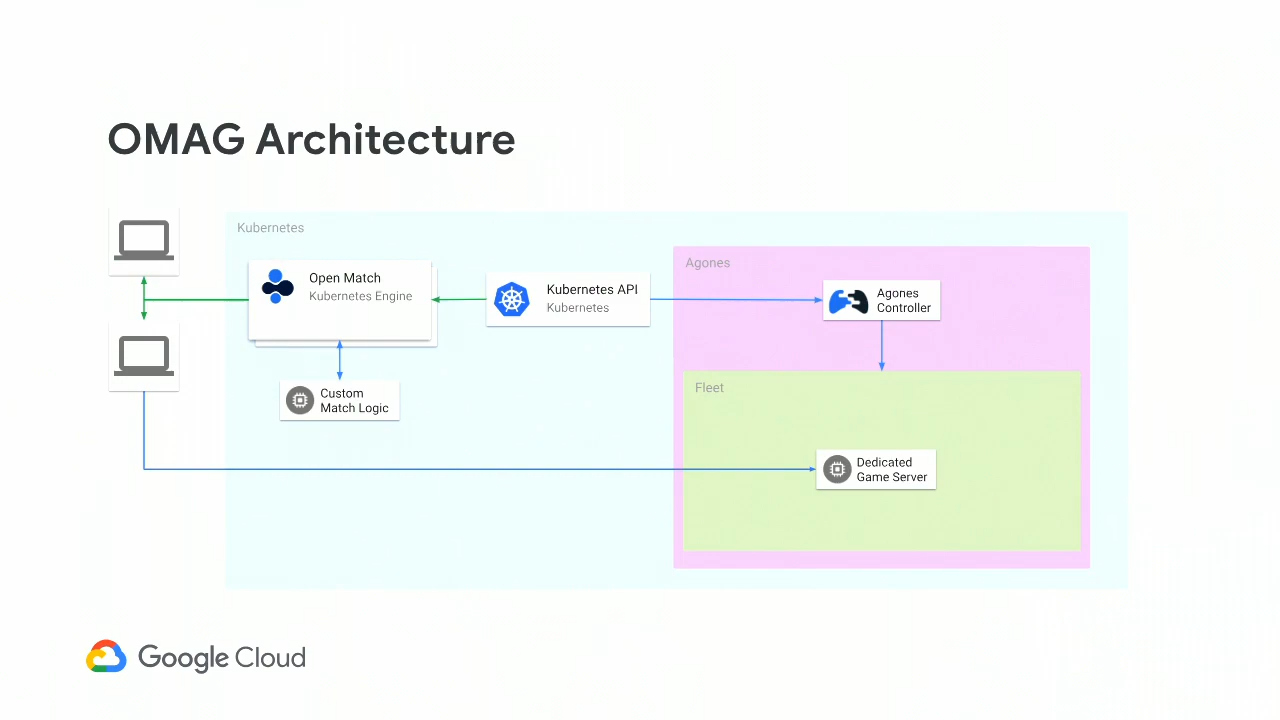 OMAG Architecture
Kubernetes
Open Match
Kubernetes Engine
Kubernetes API
Kubernetes
Agones
Agones
Controller
Custom
Match Logic
Fleet
Dedicated
Game Server
Google Cloud